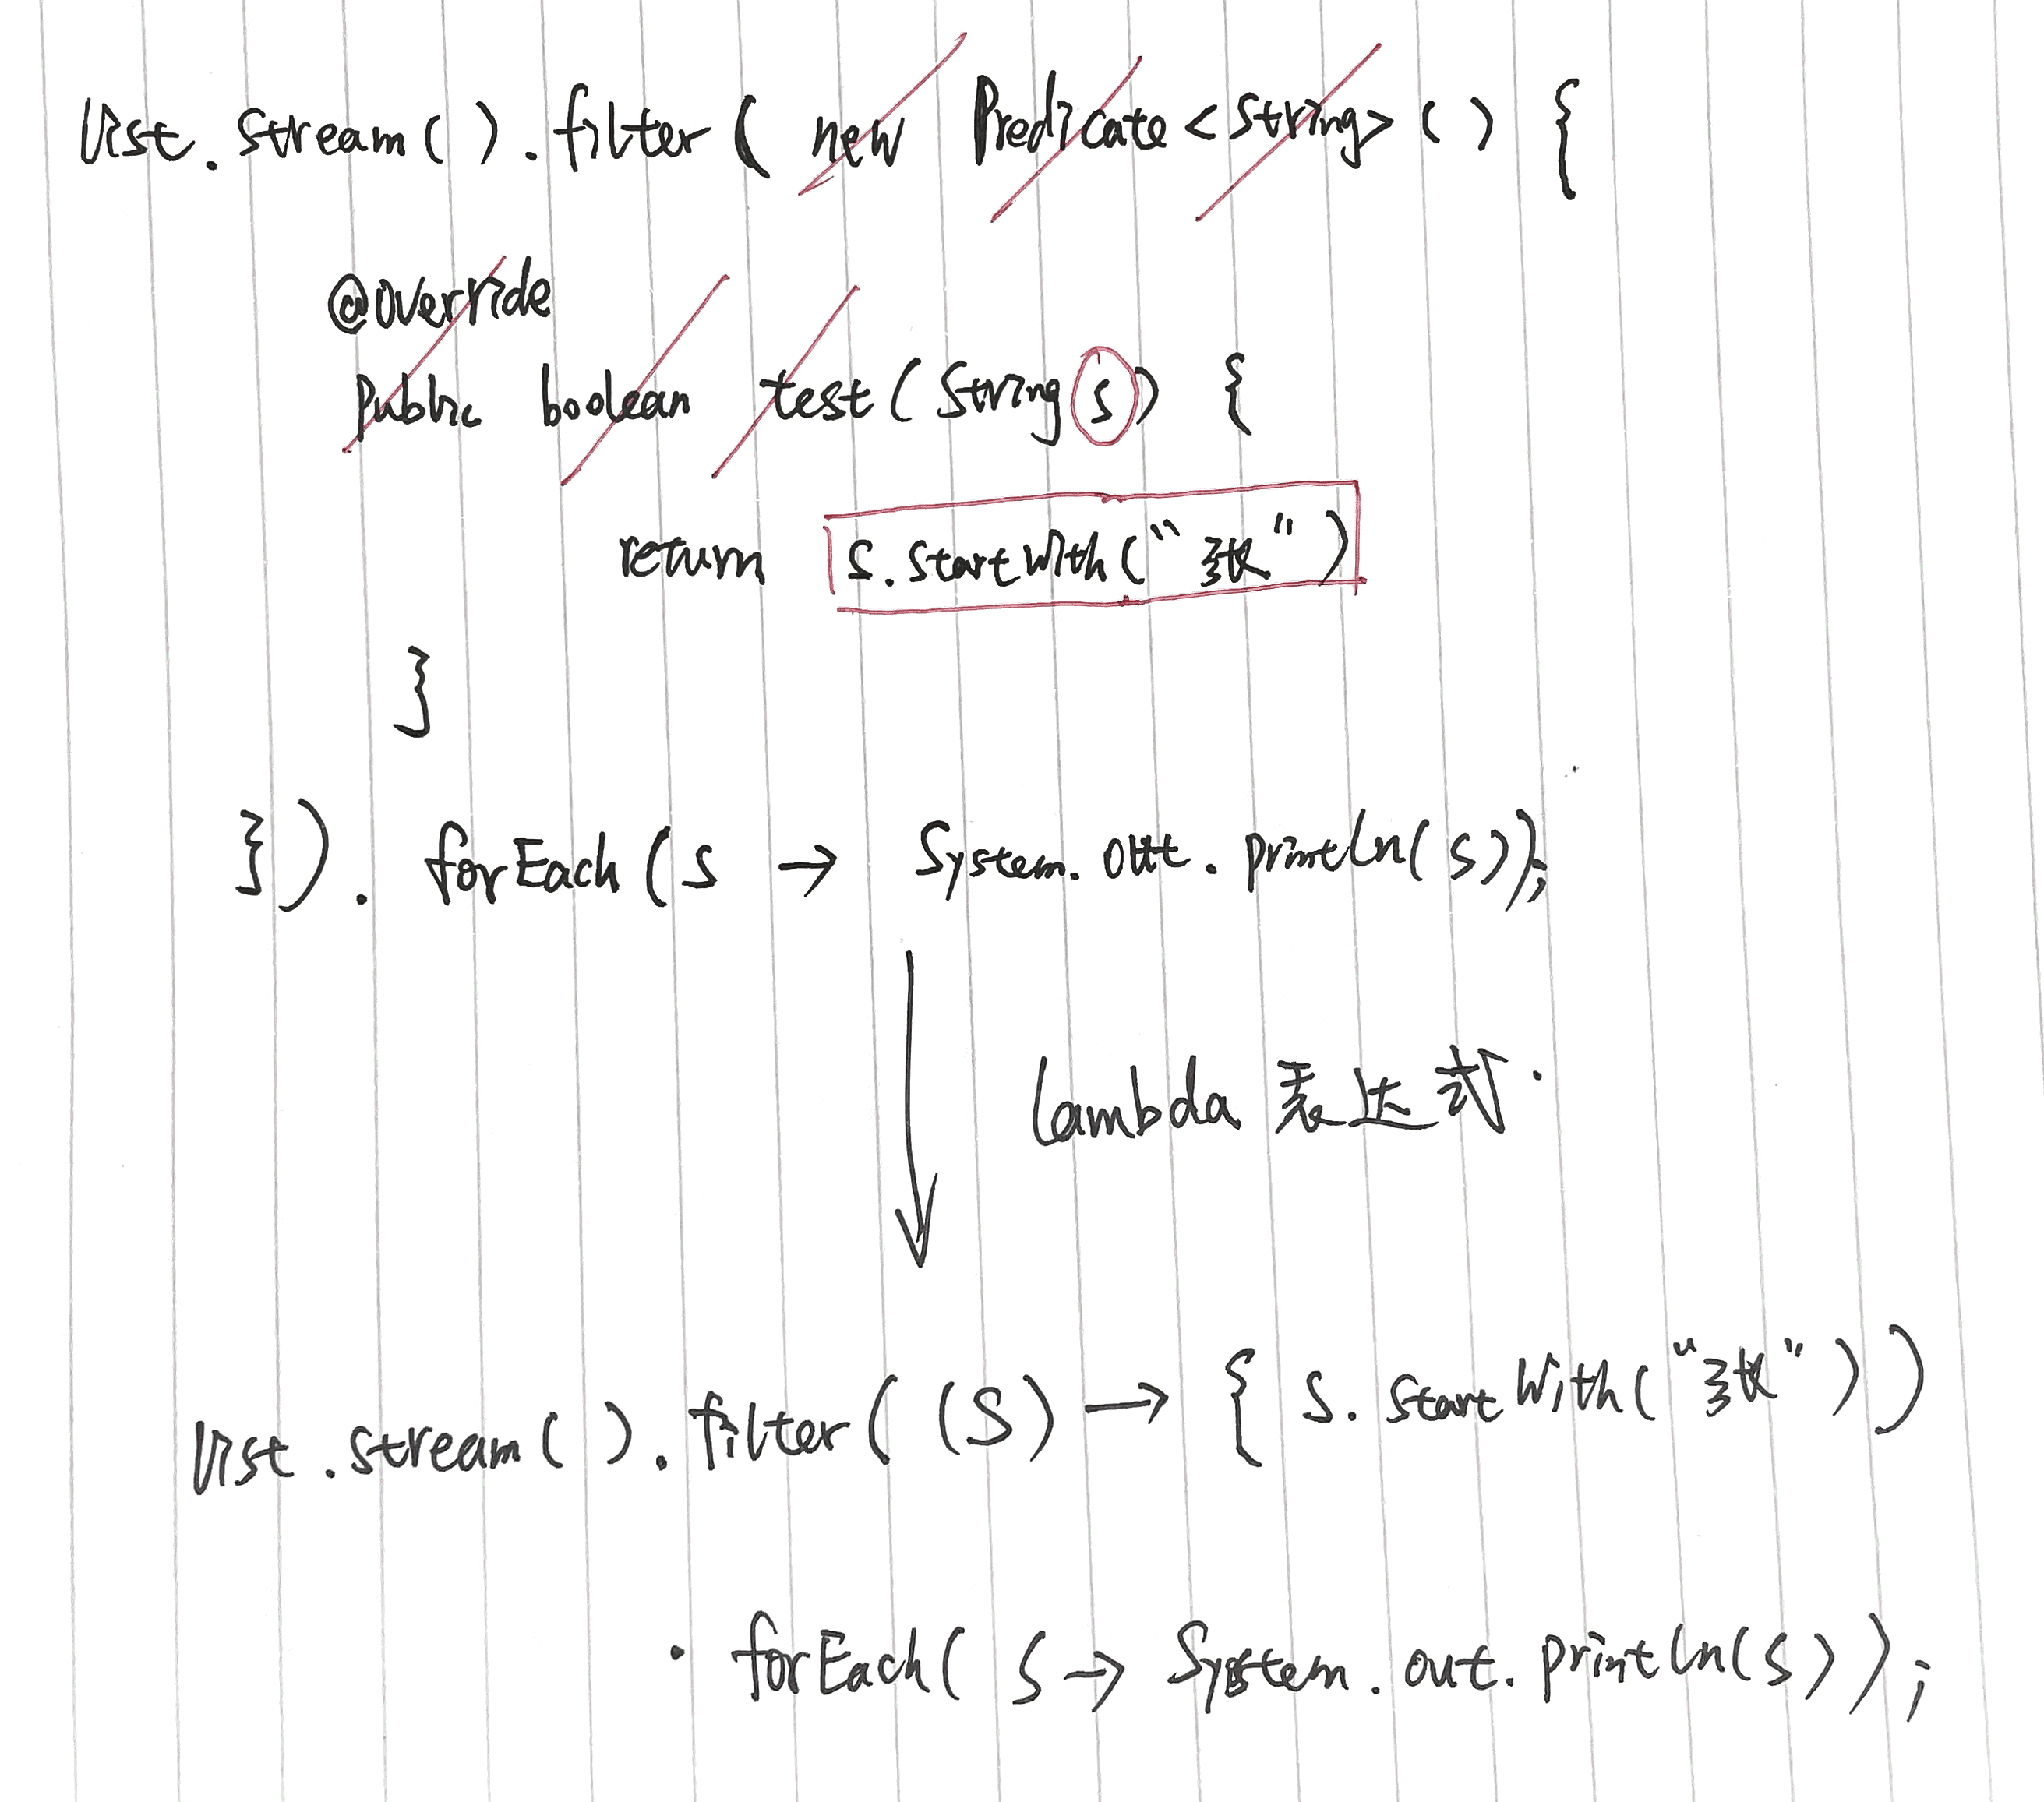 list.stream().filter( new Predicate<String>() {
@Override
public boolean test(String s) {
return s.startWith("张")
}
}).forEach(s → System.out.println(s));
lambda 表达式.
list.stream().filter( (s) → { s.startWith("张"))
.forEach( s → System.out.println(s));